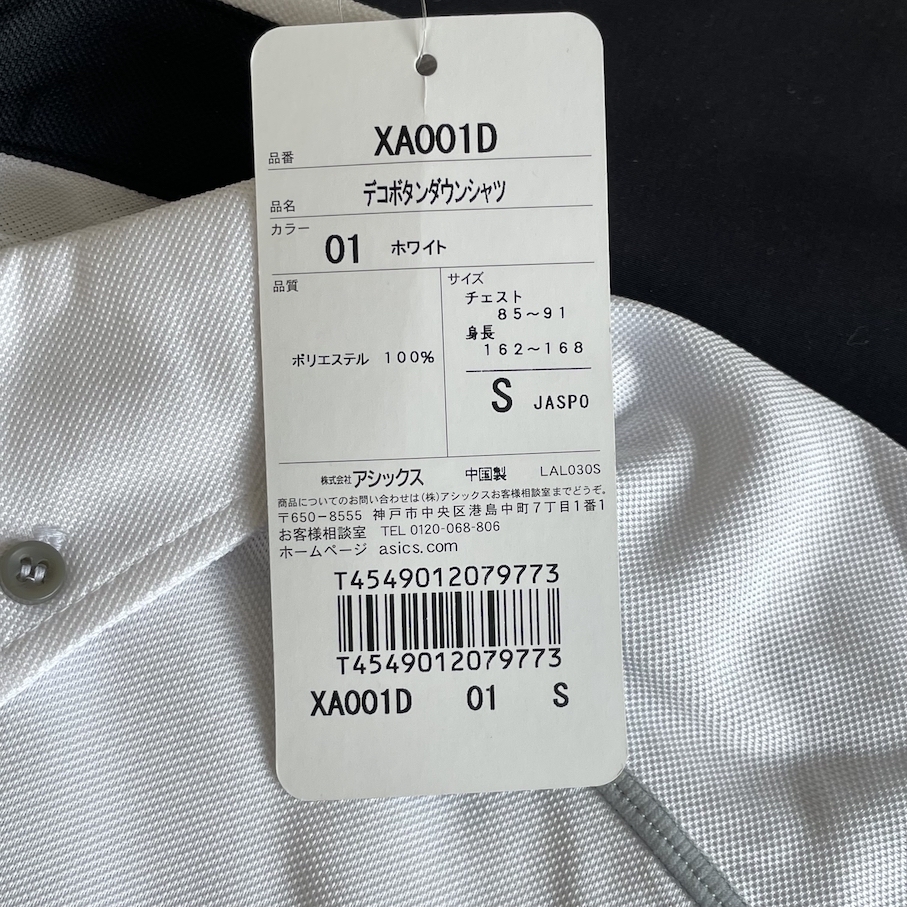 XA001D
品番
デコボタンダウンシャツ
品名
カラー
01 ホワイト
品質
ポリエステル 100%
サイズ
チェスト
85～91
身長
162～168
S JASPO
株式会社アシックス 中国製 LAL030S
商品についてのお問い合わせは(株)アシックスお客様相談室までどうぞ。
〒650-8555 神戸市中央区港島中町7丁目1番1
お客様相談室 TEL 0120-068-806
ホームページ asics.com
T4549012079773
T4549012079773
XA001D 01 S